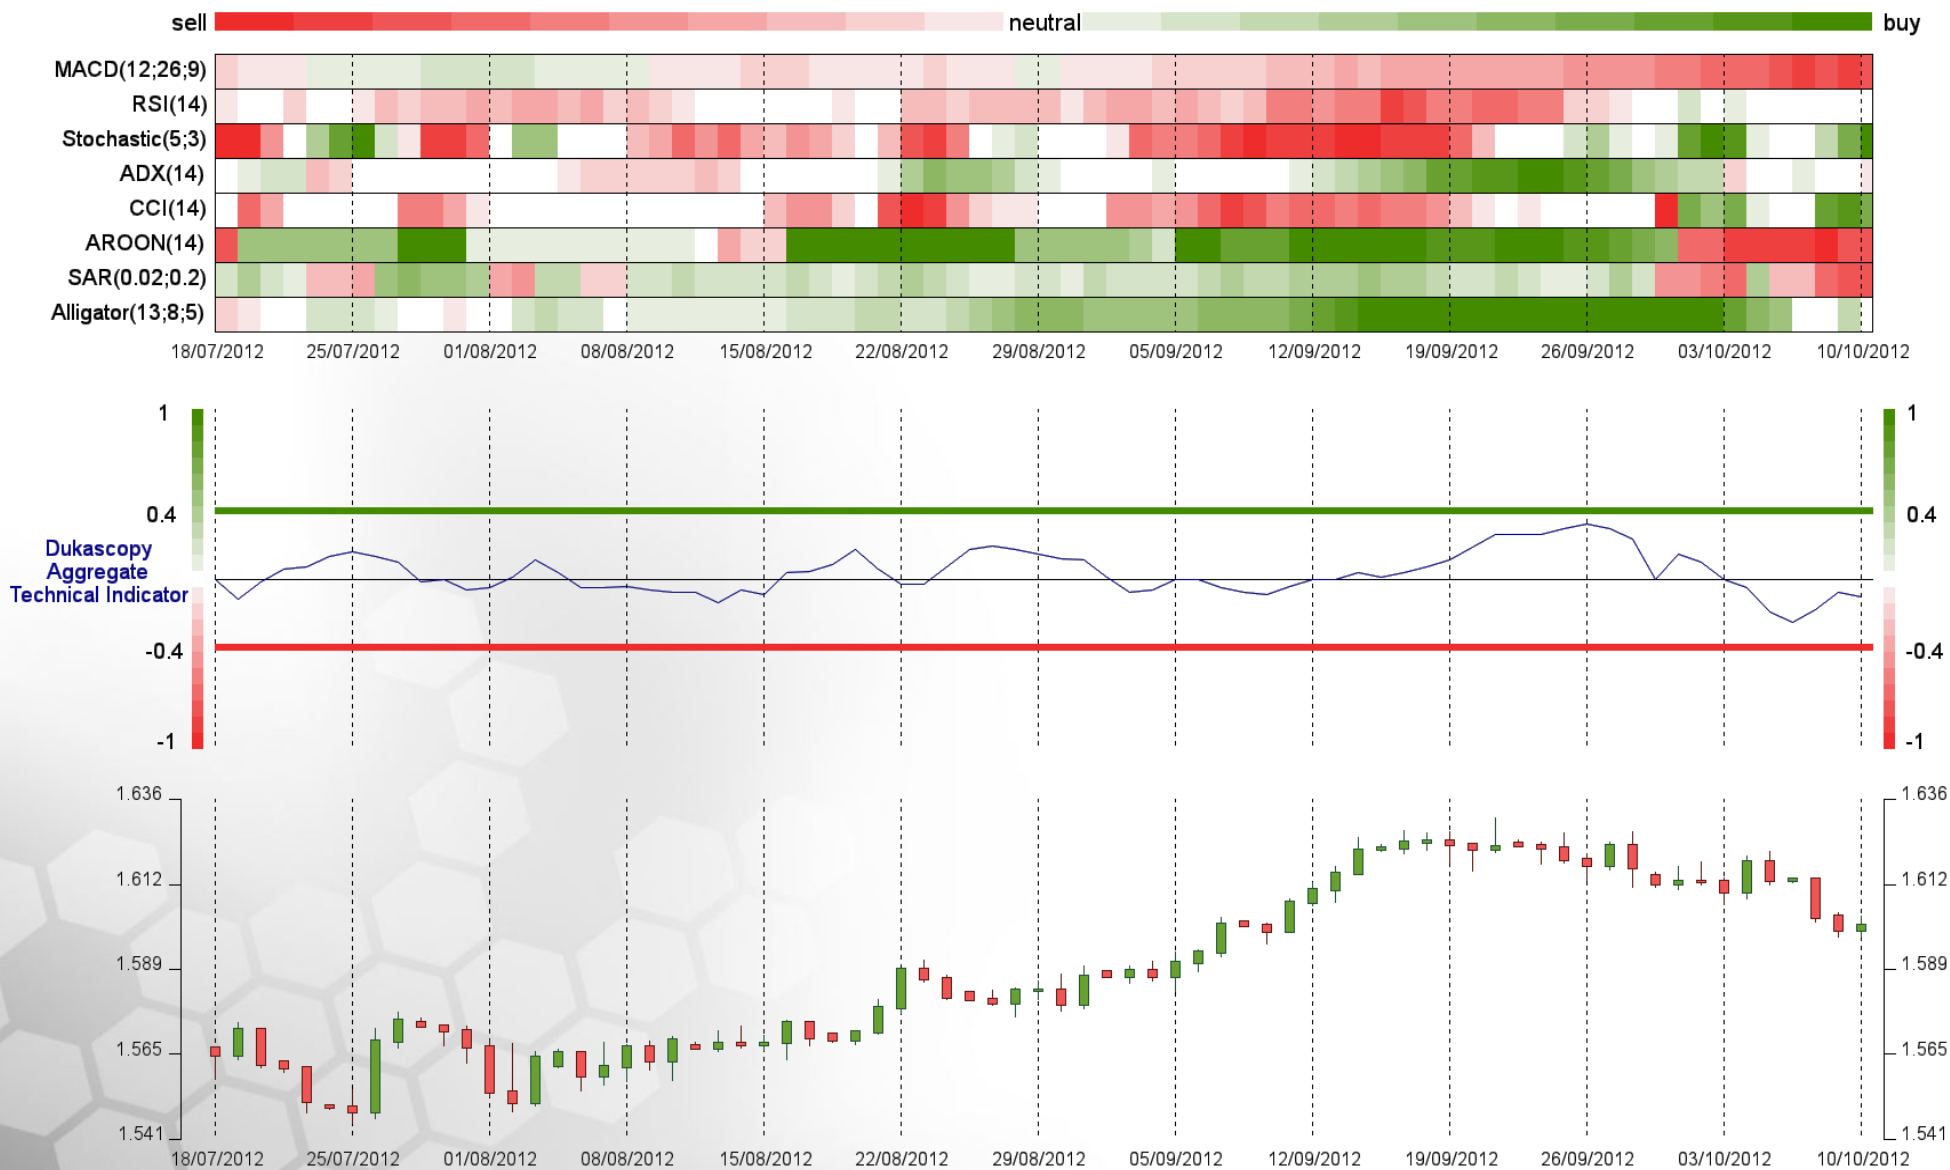 sell neutral buy
MACD(12;26;9)
RSI(14)
Stochastic(5;3)
ADX(14)
CCI(14)
AROON(14)
SAR(0.02;0.2)
Alligator(13;8;5)
18/07/2012 25/07/2012 01/08/2012 08/08/2012 15/08/2012 22/08/2012 29/08/2012 05/09/2012 12/09/2012 19/09/2012 26/09/2012 03/10/2012 10/10/2012
1 1
0.4 0.4
Dukascopy
Aggregate
Technical Indicator
-0.4 -0.4
-1 -1
1.636 1.636
1.612 1.612
1.589 1.589
1.565 1.565
1.541 1.541
18/07/2012 25/07/2012 01/08/2012 08/08/2012 15/08/2012 22/08/2012 29/08/2012 05/09/2012 12/09/2012 19/09/2012 26/09/2012 03/10/2012 10/10/2012